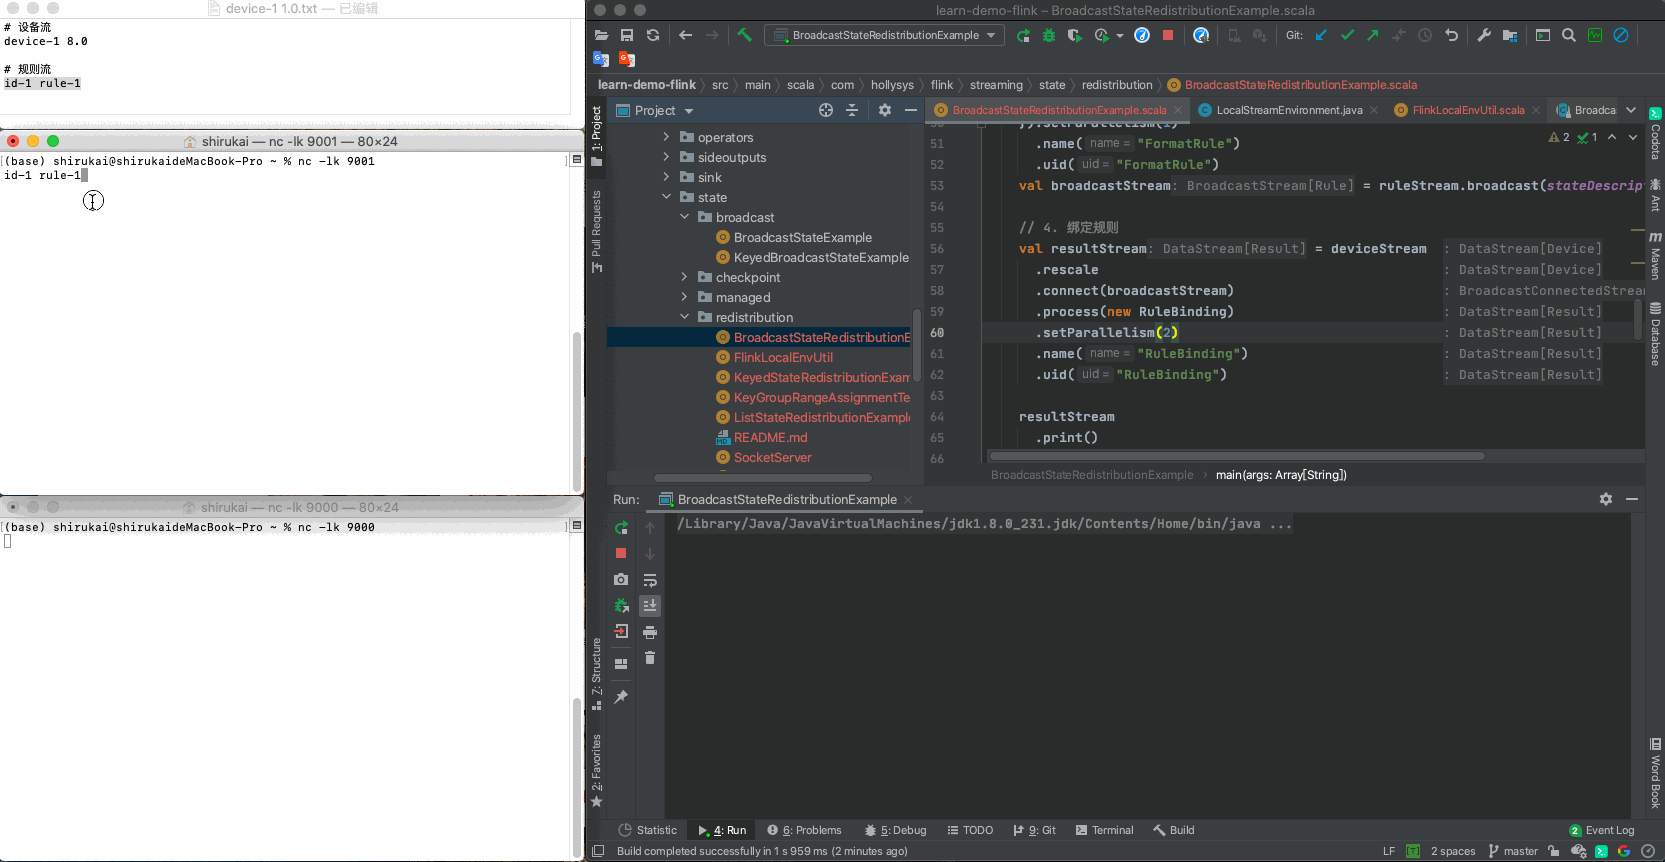 device-1 1.0.txt — 已编辑
# 设备流
device-1 8.0
# 规则流
id-1 rule-1
shirukai — nc -lk 9001 — 80×24
(base) shirukai@shirukaideMacBook-Pro ~ % nc -lk 9001
id-1 rule-1
shirukai — nc -lk 9000 — 80×24
(base) shirukai@shirukaideMacBook-Pro ~ % nc -lk 9000
learn-demo-flink – BroadcastStateRedistributionExample.scala
BroadcastStateRedistributionExample
Git:
learn-demo-flink › src › main › scala › com › hollysys › flink › streaming › state › redistribution › BroadcastStateRedistributionExample.scala
1: Project
Pull Requests
7: Structure
2: Favorites
Project
operators
sideoutputs
sink
state
broadcast
BroadcastStateExample
KeyedBroadcastStateExample
checkpoint
managed
redistribution
BroadcastStateRedistributionE
FlinkLocalEnvUtil
KeyedStateRedistributionExam
KeyGroupRangeAssignmentTe
ListStateRedistributionExampl
README.md
SocketServer
BroadcastStateRedistributionExample.scala
LocalStreamEnvironment.java
FlinkLocalEnvUtil.scala
Broadca
2 1
51 .name( name = "FormatRule")
52 .uid( uid = "FormatRule")
53 val broadcastStream : BroadcastStream[Rule] = ruleStream.broadcast(stateDescrip
54
55 // 4. 绑定规则
56 val resultStream : DataStream[Result] = deviceStream : DataStream[Device]
57 .rescale : DataStream[Device]
58 .connect(broadcastStream) : BroadcastConnectedStrea
59 .process(new RuleBinding) : DataStream[Result]
60 .setParallelism(2) : DataStream[Result]
61 .name( name = "RuleBinding") : DataStream[Result]
62 .uid( uid = "RuleBinding") : DataStream[Result]
63
64 resultStream
65 .print()
66
BroadcastStateRedistributionExample › main(args: Array[String])
Codota
Ant
Maven
Database
Word Book
Run: BroadcastStateRedistributionExample
/Library/Java/JavaVirtualMachines/jdk1.8.0_231.jdk/Contents/Home/bin/java ...
Statistic 4: Run 6: Problems 5: Debug TODO 9: Git Terminal Build 2 Event Log
Build completed successfully in 1 s 959 ms (2 minutes ago) LF 2 spaces master